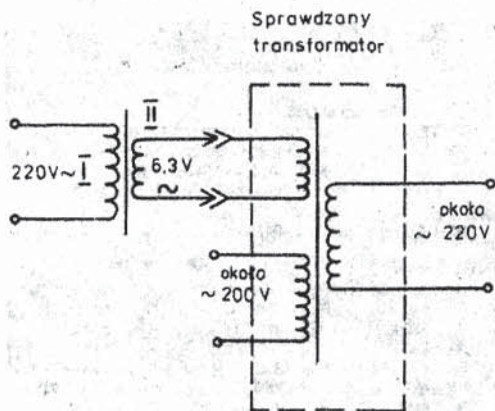 Sprawdzany
transformator
II
220V~ I
6.3 V
~
około
~ 220V
około
~ 200 V